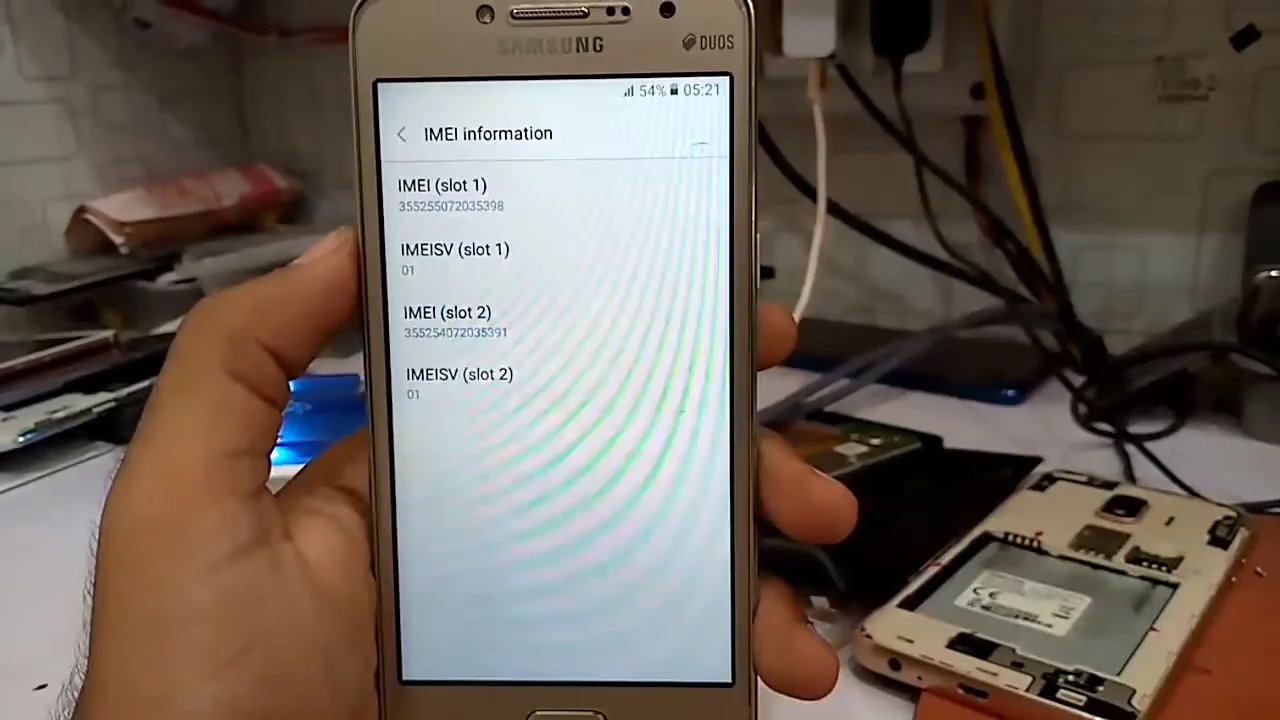 SAMSUNG
DUOS
54% 05:21
IMEI information
IMEI (slot 1)
355255072035398
IMEISV (slot 1)
01
IMEI (slot 2)
355254072035391
IMEISV (slot 2)
01